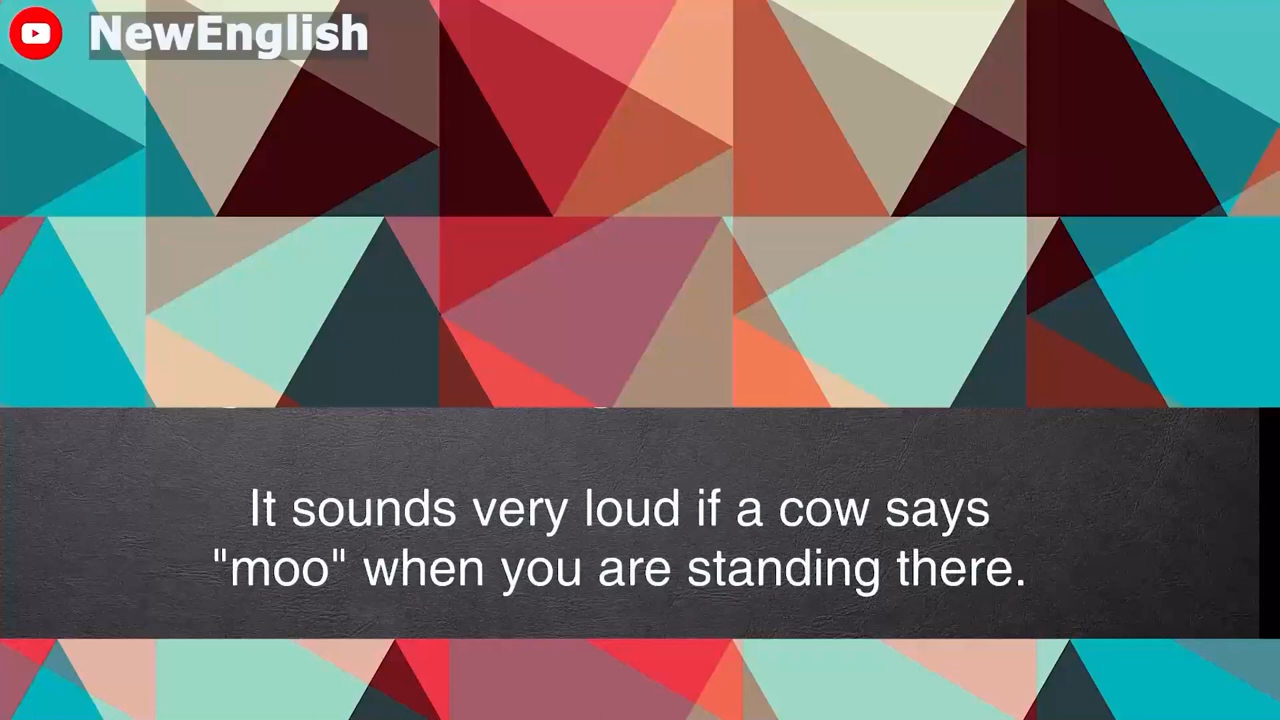 NewEnglish
It sounds very loud if a cow says
"moo" when you are standing there.